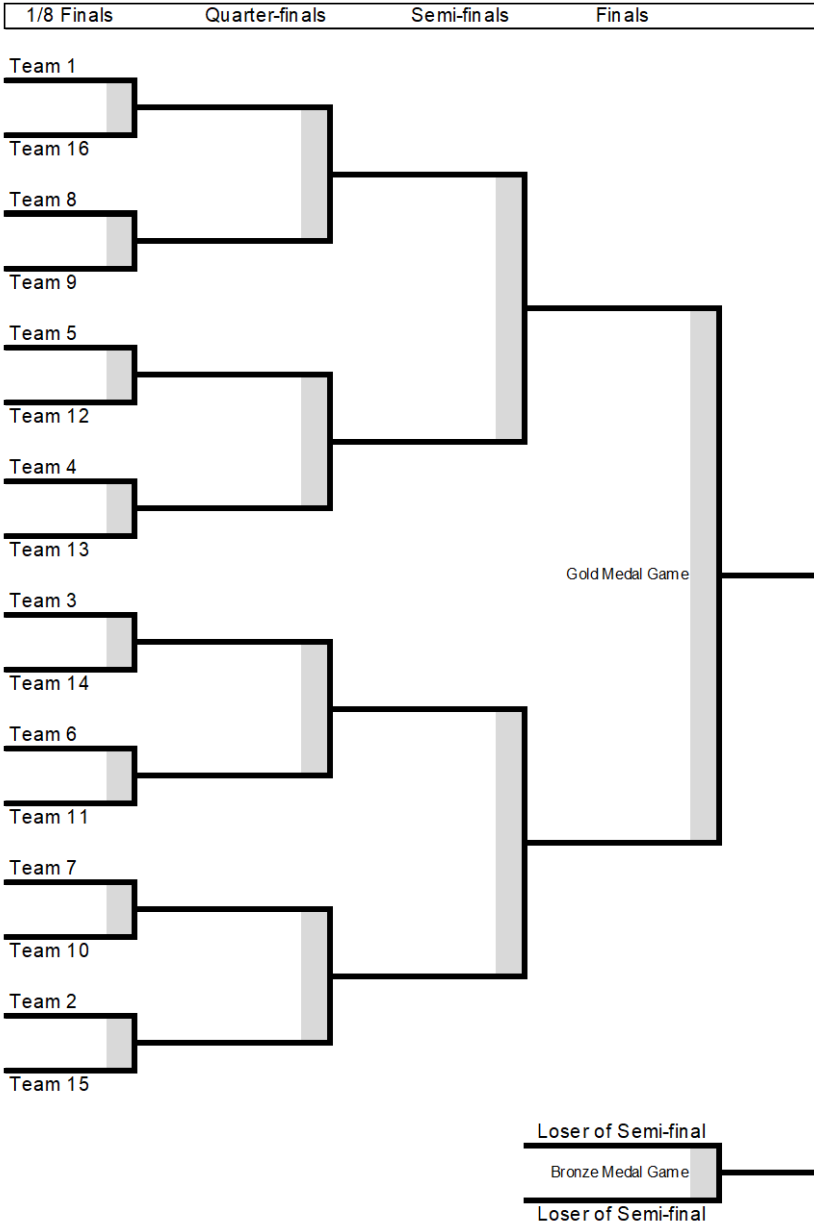 1/8 Finals Quarter-finals Semi-finals Finals
Team 1
Team 16
Team 8
Team 9
Team 5
Team 12
Team 4
Team 13
Gold Medal Game
Team 3
Team 14
Team 6
Team 11
Team 7
Team 10
Team 2
Team 15
Loser of Semi-final
Bronze Medal Game
Loser of Semi-final